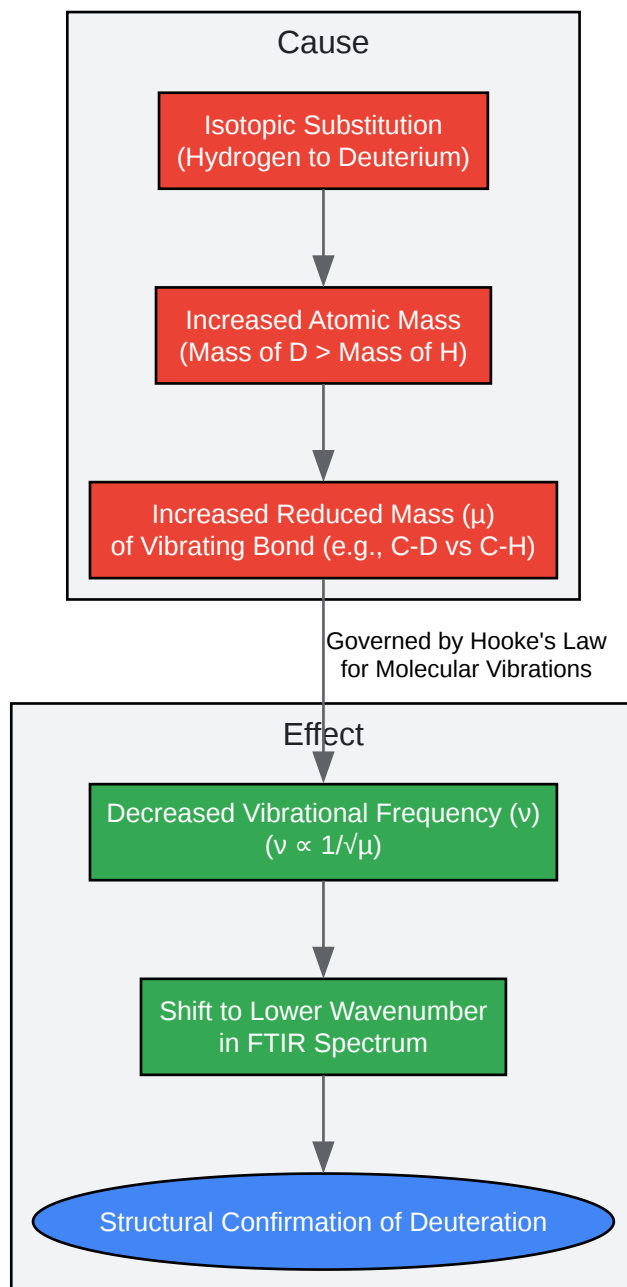 Cause
Isotopic Substitution
(Hydrogen to Deuterium)
Increased Atomic Mass
(Mass of D > Mass of H)
Increased Reduced Mass (μ)
of Vibrating Bond (e.g., C-D vs C-H)
Governed by Hooke's Law
for Molecular Vibrations
Effect
Decreased Vibrational Frequency (ν)
(ν ∝ 1/√μ)
Shift to Lower Wavenumber
in FTIR Spectrum
Structural Confirmation of Deuteration